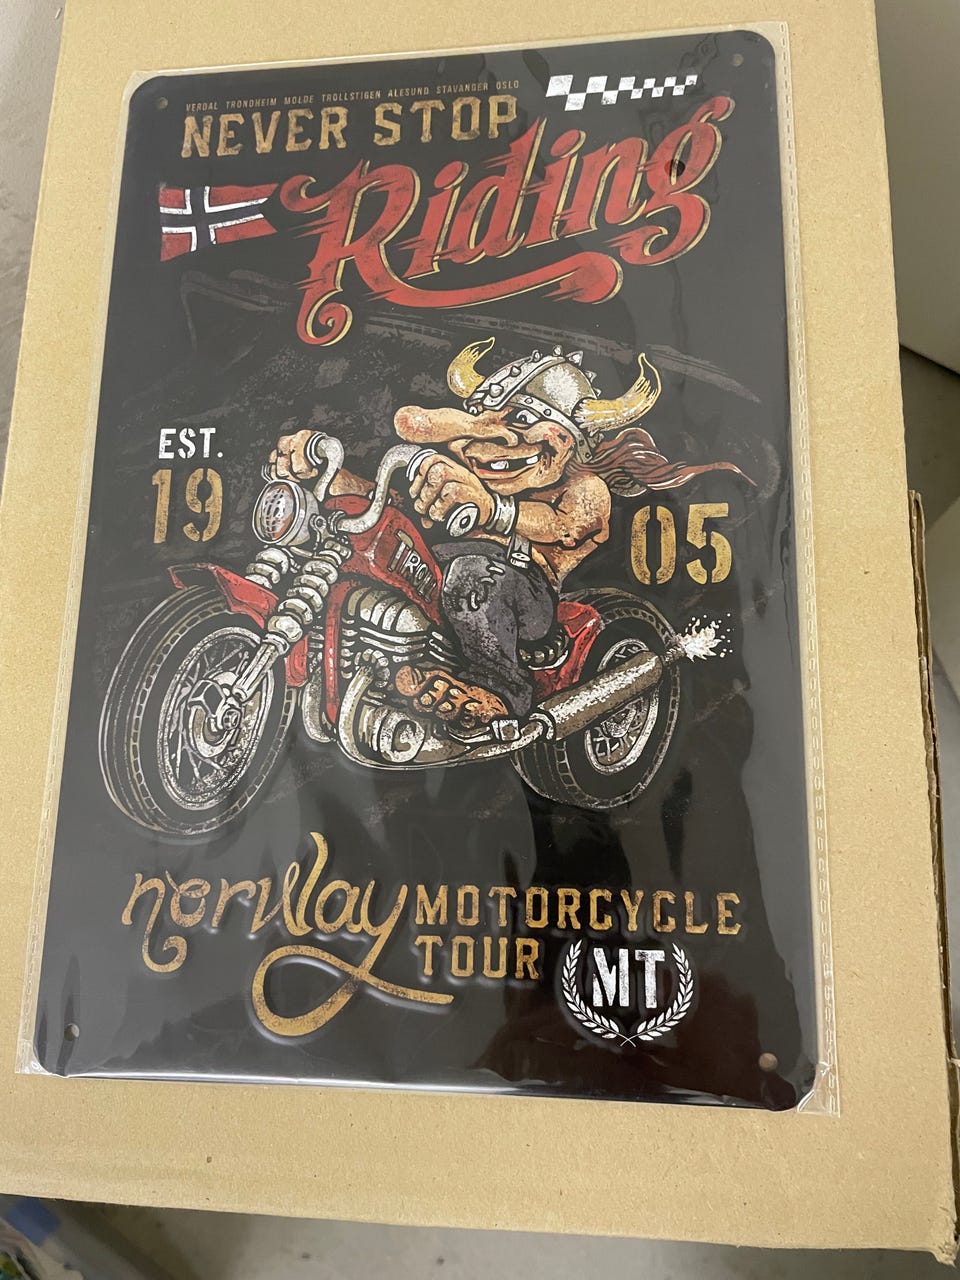 VERDAL TRONDHEIM MOLDE TROLLSTIGEN ALESUND STAVANGER OSLO
NEVER STOP
Riding
EST.
19 05
TROLL
norway MOTORCYCLE
TOUR
MT